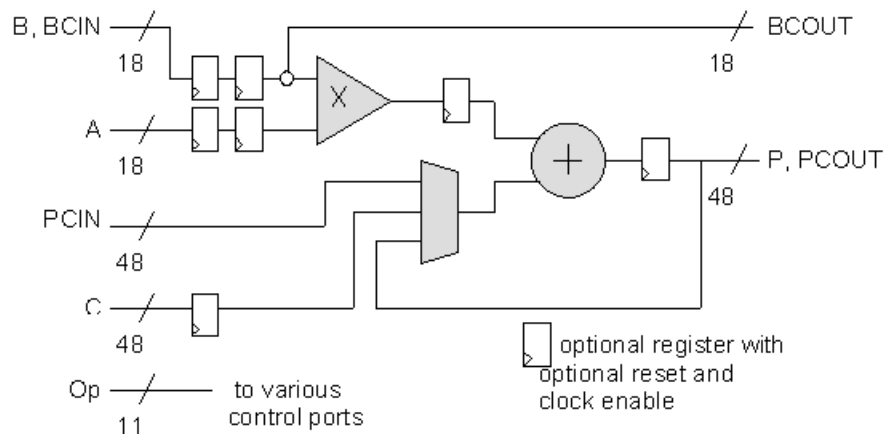 B, BCIN
18
BCOUT
18
X
A
18
+
P, PCOUT
48
PCIN
48
C
48
optional register with
optional reset and
clock enable
Op
11
to various
control ports